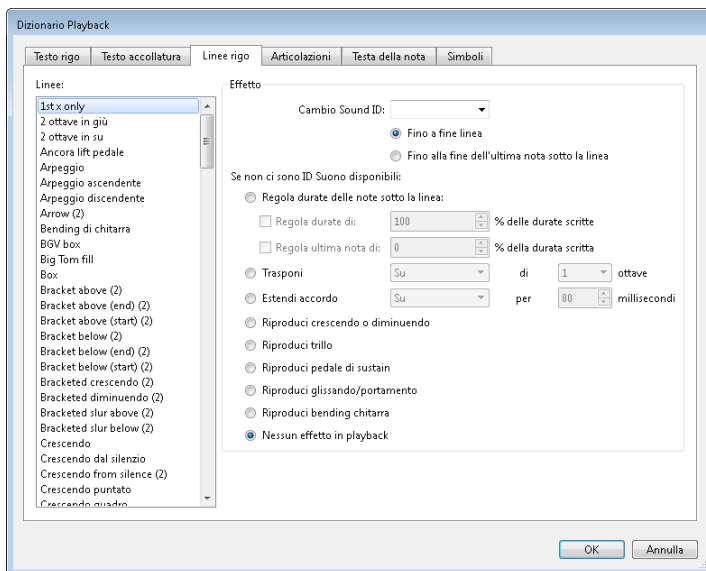 Dizionario Playback
Testo rigo Testo accollatura Linee rigo Articolazioni Testa della nota Simboli
Linee:
1st x only
2 ottave in giù
2 ottave in su
Ancora lift pedale
Arpeggio
Arpeggio ascendente
Arpeggio discendente
Arrow (2)
Bending di chitarra
BGV box
Big Tom fill
Box
Bracket above (2)
Bracket above (end) (2)
Bracket above (start) (2)
Bracket below (2)
Bracket below (end) (2)
Bracket below (start) (2)
Bracketed crescendo (2)
Bracketed diminuendo (2)
Bracketed slur above (2)
Bracketed slur below (2)
Crescendo
Crescendo dal silenzio
Crescendo from silence (2)
Crescendo puntato
Crescendo quadro
Effetto
Cambio Sound ID:
Fino a fine linea
Fino alla fine dell'ultima nota sotto la linea
Se non ci sono ID Suono disponibili:
Regola durate delle note sotto la linea:
Regola durate di: 100 % delle durate scritte
Regola ultima nota di: 0 % della durata scritta
Trasponi Su di 1 ottave
Estendi accordo Su per 80 millisecondi
Riproduci crescendo o diminuendo
Riproduci trillo
Riproduci pedale di sustain
Riproduci glissando/portamento
Riproduci bending chitarra
Nessun effetto in playback
OK Annulla